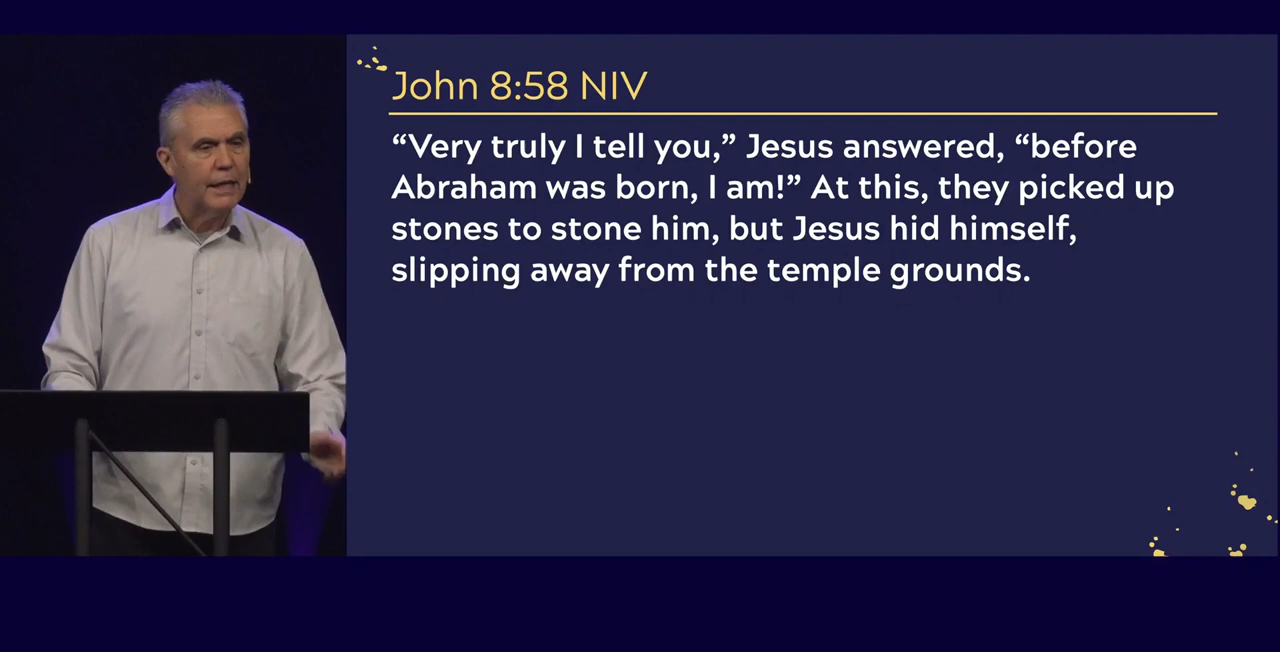 John 8:58 NIV
“Very truly I tell you,” Jesus answered, “before
Abraham was born, I am!” At this, they picked up
stones to stone him, but Jesus hid himself,
slipping away from the temple grounds.